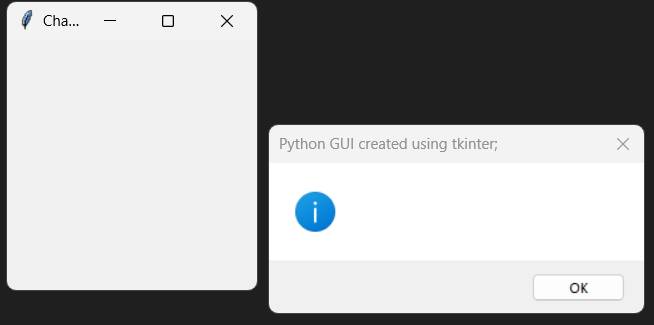 Cha...
Python GUI created using tkinter;
i
OK